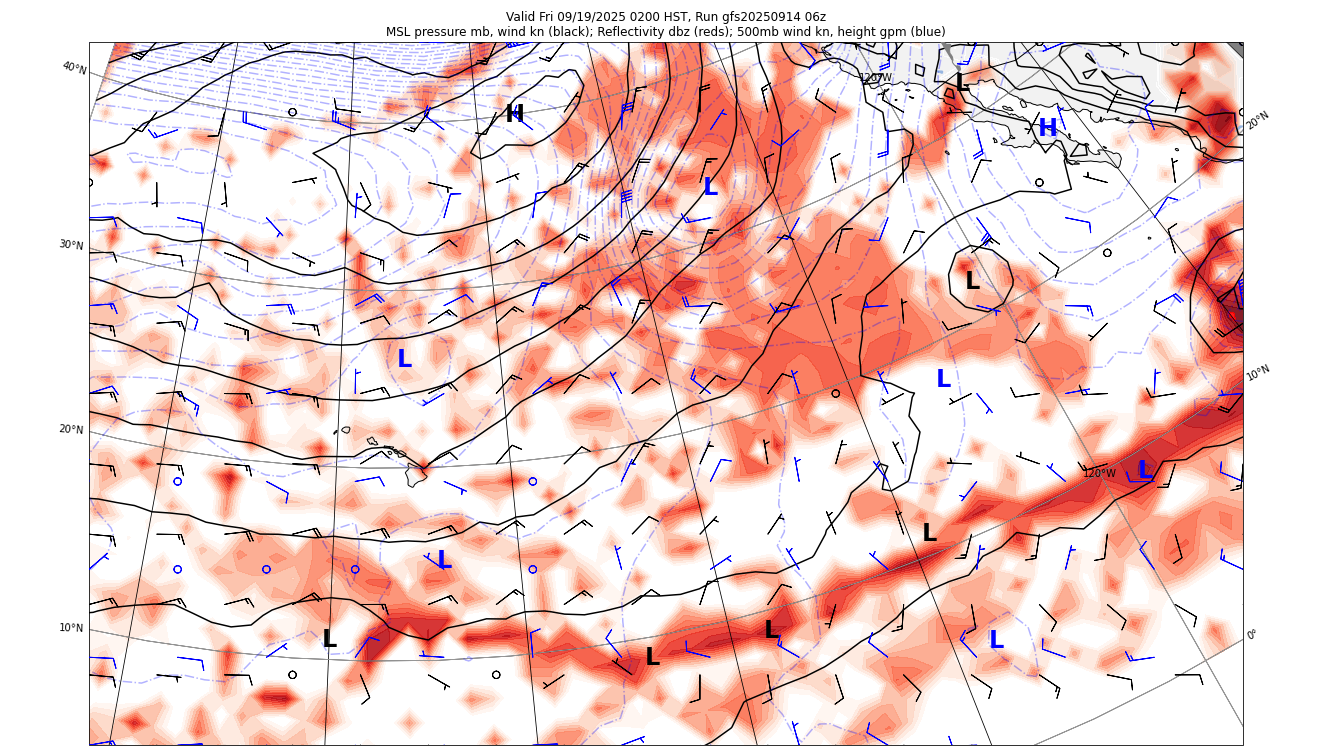 Valid Fri 09/19/2025 0200 HST, Run gfs20250914 06z
MSL pressure mb, wind kn (black); Reflectivity dbz (reds); 500mb wind kn, height gpm (blue)
40°N
120°W
L
H
H
20°N
L
30°N
L
L
L
10°N
20°N
L
120°W
L
L
10°N
L
L
L
L
0°